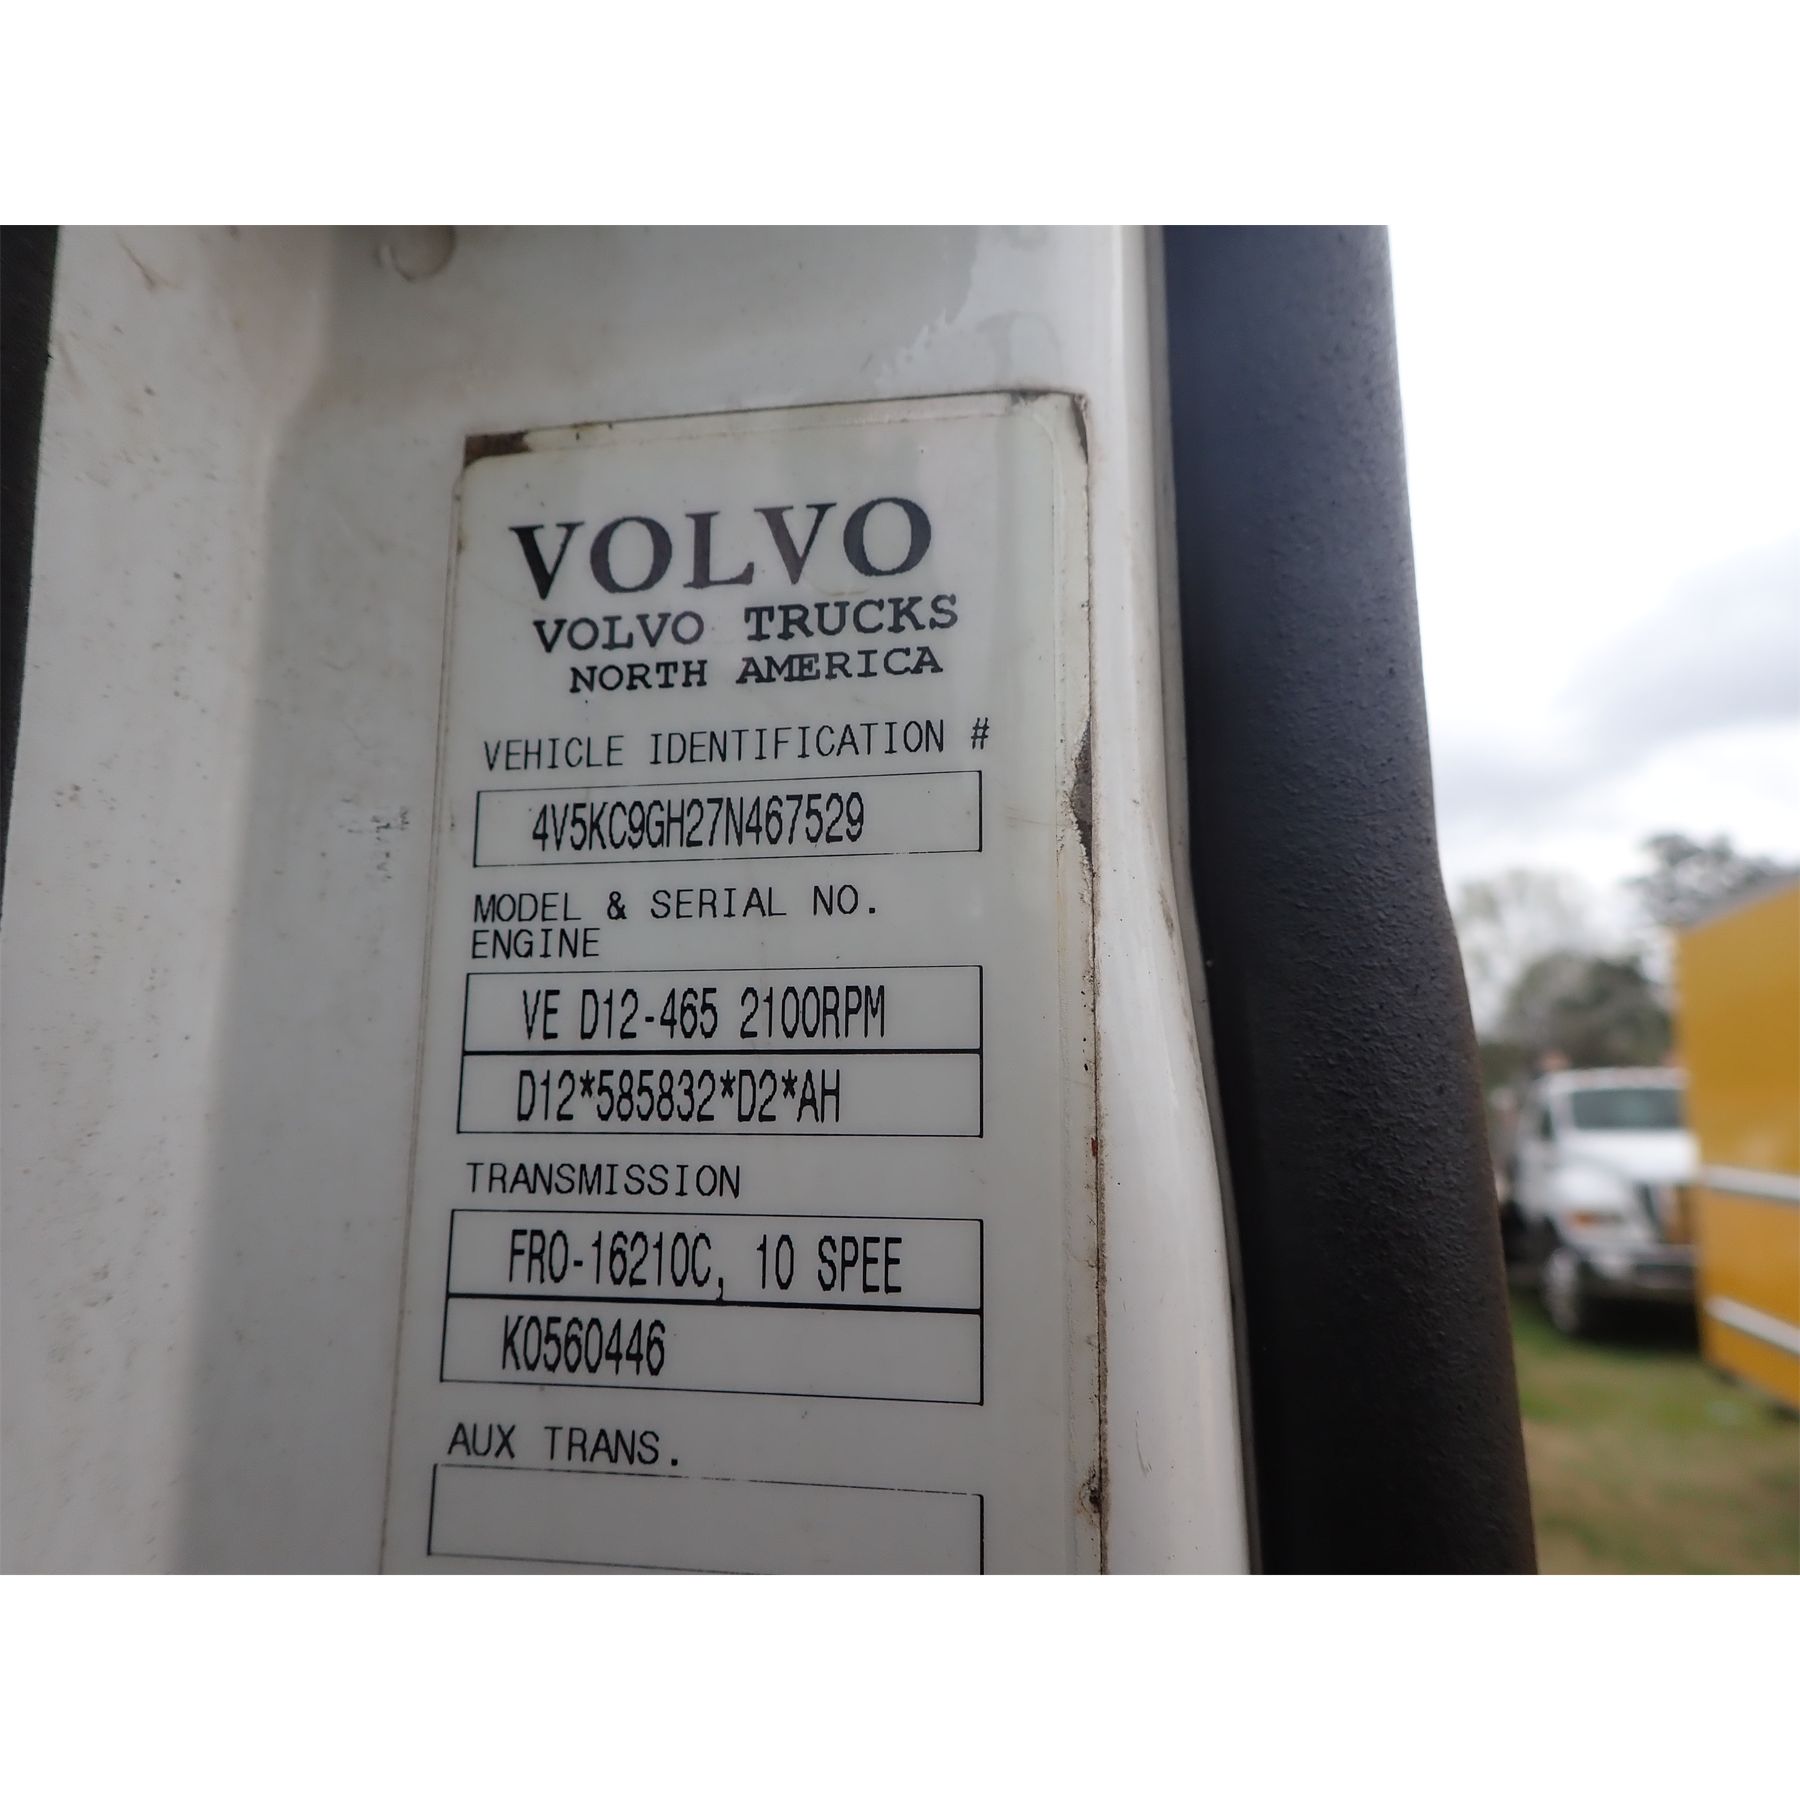 VOLVO
VOLVO TRUCKS
NORTH AMERICA
VEHICLE IDENTIFICATION #
4V5KC9GH27N467529
MODEL & SERIAL NO.
ENGINE
VE D12-465 2100RPM
D12*585832*D2*AH
TRANSMISSION
FRO-16210C, 10 SPEE
K0560446
AUX TRANS.